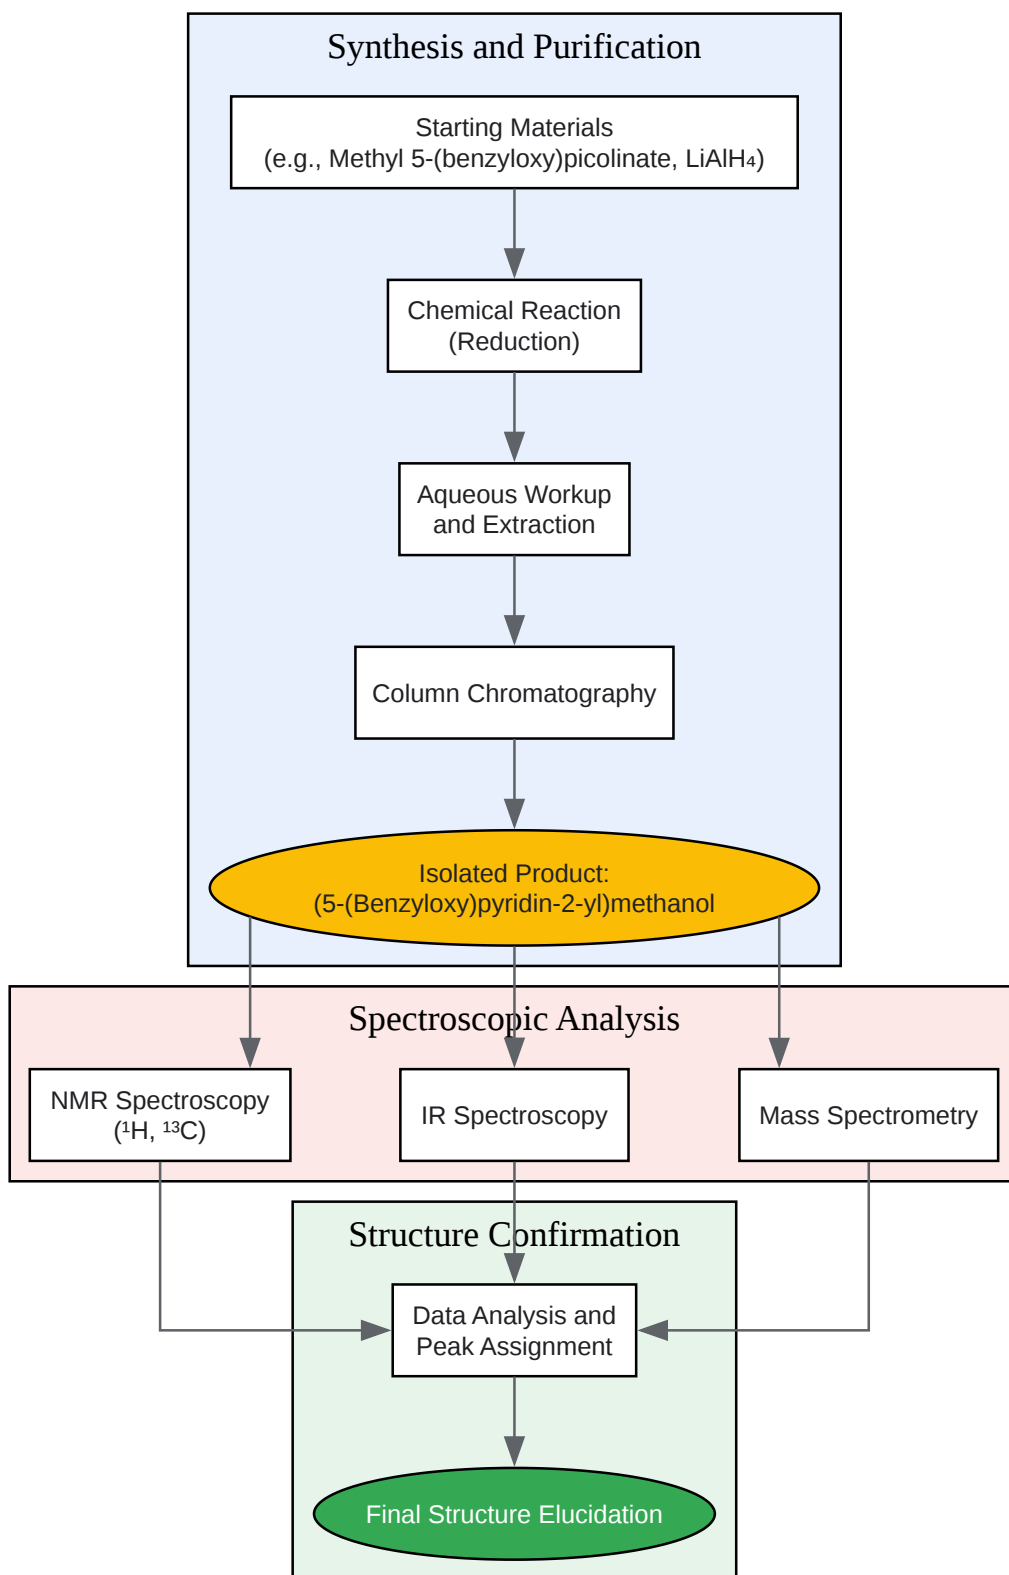 Synthesis and Purification
Starting Materials
(e.g., Methyl 5-(benzyloxy)picolinate, LiAlH₄)
Chemical Reaction
(Reduction)
Aqueous Workup
and Extraction
Column Chromatography
Isolated Product:
(5-(Benzyloxy)pyridin-2-yl)methanol
Spectroscopic Analysis
NMR Spectroscopy
(¹H, ¹³C)
IR Spectroscopy
Mass Spectrometry
Structure Confirmation
Data Analysis and
Peak Assignment
Final Structure Elucidation